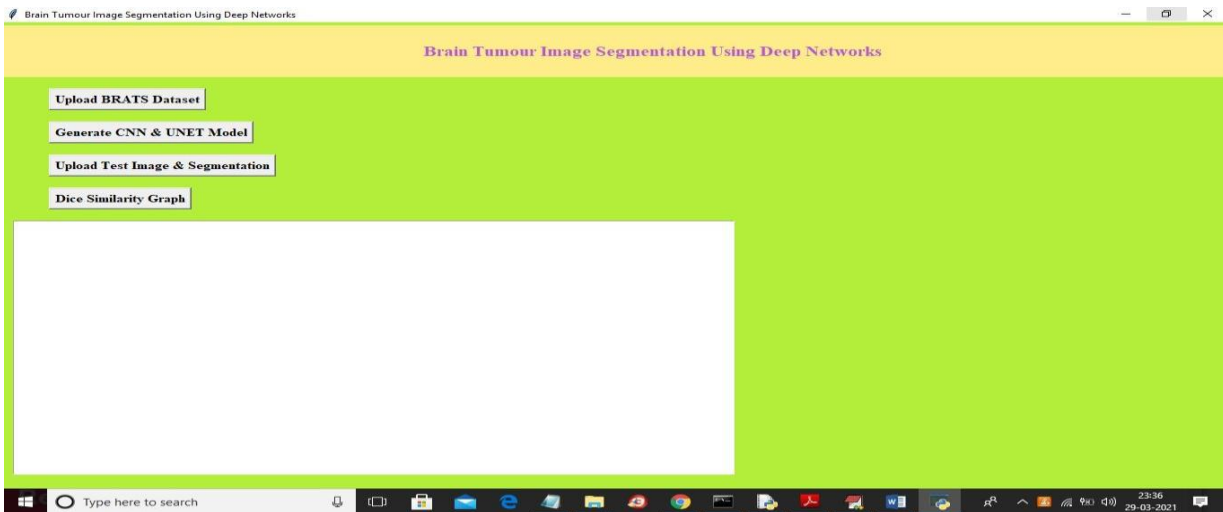 Brain Tumour Image Segmentation Using Deep Networks
Brain Tumour Image Segmentation Using Deep Networks
Upload BRATS Dataset
Generate CNN & UNET Model
Upload Test Image & Segmentation
Dice Similarity Graph
Type here to search
23:36
29-03-2021